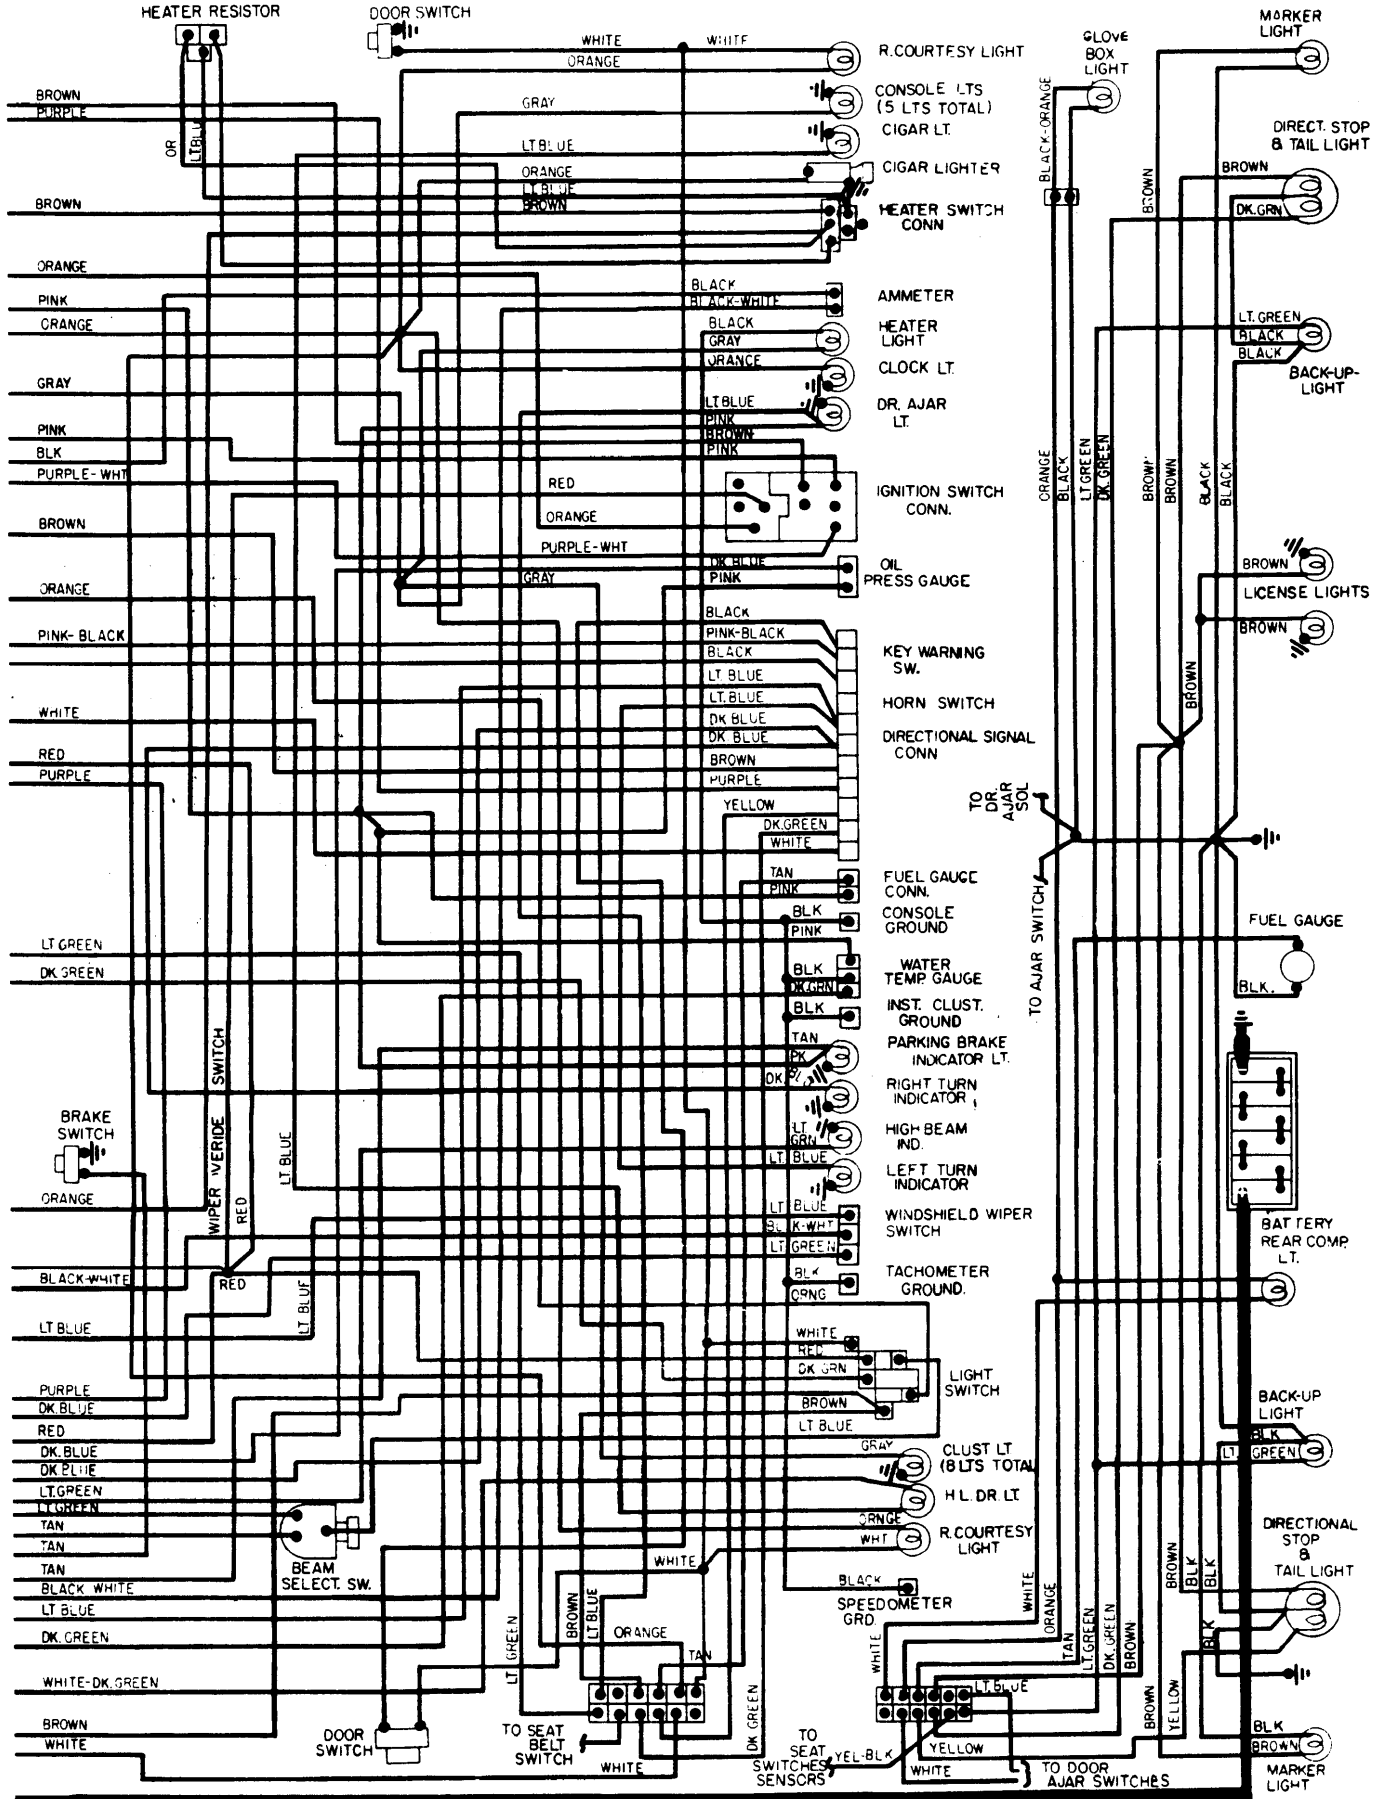 HEATER RESISTOR
DOOR SWITCH
WHITE
WHITE
ORANGE
R.COURTESY LIGHT
GLOVE
BOX
LIGHT
MARKER
LIGHT
BROWN
PURPLE
GRAY
CONSOLE LTS
(5 LTS TOTAL)
CIGAR LT.
OR
LT.BLU
LT BLUE
BLACK-ORANGE
DIRECT. STOP
& TAIL LIGHT
ORANGE
LT BLUE
BROWN
CIGAR LIGHTER
BROWN
BROWN
DK.GRN
BROWN
HEATER SWITCH
CONN
ORANGE
BLACK
BLACK-WHITE
AMMETER
PINK
ORANGE
BLACK
GRAY
HEATER
LIGHT
LT. GREEN
BLACK
BLACK
ORANGE
CLOCK LT.
BACK-UP-
LIGHT
GRAY
LT BLUE
PINK
BROWN
PINK
DR. AJAR
LT.
PINK
BLK
PURPLE-WHT
RED
ORANGE
PURPLE-WHT
IGNITION SWITCH
CONN.
ORANGE
BLACK
LT GREEN
DK.GREEN
BROWN
BROWN
BLACK
BLACK
BROWN
DK BLUE
PINK
GRAY
OIL
PRESS GAUGE
BROWN
LICENSE LIGHTS
BROWN
ORANGE
BLACK
PINK-BLACK
PINK-BLACK
BLACK
KEY WARNING
SW.
LT. BLUE
LT. BLUE
HORN SWITCH
BROWN
WHITE
DK BLUE
DK. BLUE
DIRECTIONAL SIGNAL
CONN
RED
PURPLE
BROWN
PURPLE
YELLOW
DK.GREEN
WHITE
TO
DR.
AJAR
SOL
TAN
PINK
FUEL GAUGE
CONN.
BLK
PINK
CONSOLE
GROUND
TO AJAR SWITCH
FUEL GAUGE
LT GREEN
DK GREEN
BLK
DK.GRN
WATER
TEMP. GAUGE
BLK.
BLK
INST. CLUST.
GROUND
TAN
PK
PARKING BRAKE
INDICATOR LT.
RIGHT TURN
INDICATOR
BRAKE
SWITCH
LT
GRN
HIGH BEAM
IND.
LT. BLUE
LEFT TURN
INDICATOR
LT BLUE
ORANGE
WIPER
SWITCH
RED
LT BLUE
LT. GREEN
WINDSHIELD WIPER
SWITCH
BATTERY
REAR COMP.
LT.
BLACK-WHITE
RED
LT BLUE
BLK
ORNG
TACHOMETER
GROUND.
LT BLUE
WHITE
RED
DK GRN
BROWN
LT BLUE
LIGHT
SWITCH
PURPLE
DK.BLUE
RED
DK.BLUE
DK BLUE
LT.GREEN
LT.GREEN
TAN
TAN
TAN
BLACK WHITE
LT BLUE
DK. GREEN
BACK-UP
LIGHT
BLK
LT. GREEN
GRAY
CLUST LT
(8 LTS TOTAL
H L. DR. LT.
ORNGE
WHT
R.COURTESY
LIGHT
BEAM
SELECT. SW.
WHITE
BLACK
SPEEDOMETER
GRD.
DIRECTIONAL
STOP
&
TAIL LIGHT
LT. GREEN
BROWN
LT BLUE
ORANGE
TAN
WHITE
WHITE
ORANGE
TAN
LT.GREEN
DK.GREEN
BROWN
BROWN
BLK
BLK
BLK
WHITE-DK.GREEN
BROWN
WHITE
DOOR
SWITCH
TO SEAT
BELT
SWITCH
WHITE
DK GREEN
TO
SEAT
SWITCHES
SENSORS
YEL-BLK
LT.BLUE
YELLOW
WHITE
TO DOOR
AJAR SWITCHES
BROWN
YELLOW
BLK
BROWN
MARKER
LIGHT